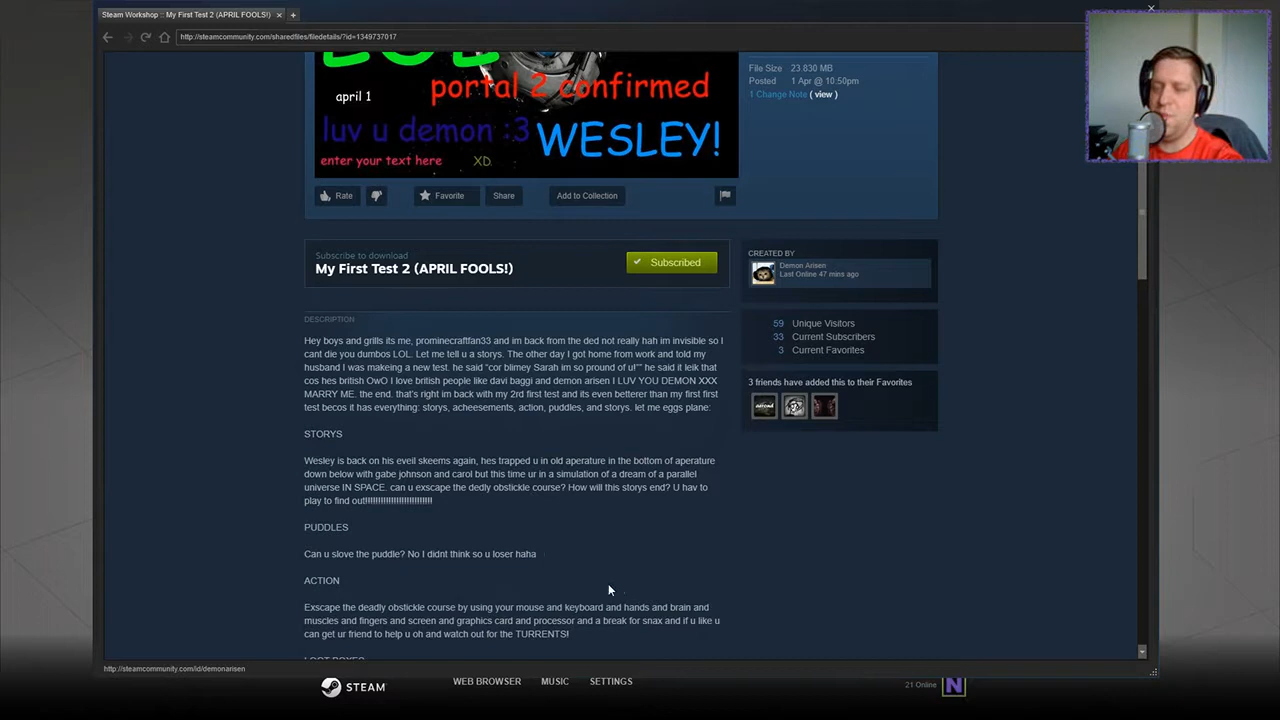 Steam Workshop :: My First Test 2 (APRIL FOOLS!)
http://steamcommunity.com/sharedfiles/filedetails/?id=1349737017
LOL
portal 2 confirmed
april 1
luv u demon :3
WESLEY!
enter your text here
XD
File Size 23.830 MB
Posted 1 Apr @ 10.50pm
1 Change Note ( view )
Rate
Favorite
Share
Add to Collection
Subscribe to download
My First Test 2 (APRIL FOOLS!)
Subscribed
CREATED BY
Demon Arisen
Last Online 47 mins ago
59 Unique Visitors
33 Current Subscribers
3 Current Favorites
3 friends have added this to their Favorites
DESCRIPTION
Hey boys and grills its me, prominecraftfan33 and im back from the ded not really hah im invisible so I
cant die you dumbos LOL. Let me tell u a storys. The other day I got home from work and told my
husband I was makeing a new test. he said "cor blimey Sarah im so pround of u!"" he said it leik that
cos hes british OwO I love british people like davi baggi and demon arisen I LUV YOU DEMON XXX
MARRY ME. the end. that's right im back with my 2rd first test and its even betterer than my first first
test becos it has everything: storys, acheesements, action, puddles, and storys. let me eggs plane:
STORYS
Wesley is back on his eveil skeems again, hes trapped u in old aperature in the bottom of aperature
down below with gabe johnson and carol but this time ur in a simulation of a dream of a parallel
universe IN SPACE. can u exscape the dedly obstickle course? How will this storys end? U hav to
play to find out!!!!!!!!!!!!!!!!!!!!!!!!!
PUDDLES
Can u slove the puddle? No I didnt think so u loser haha
ACTION
Exscape the deadly obstickle course by using your mouse and keyboard and hands and brain and
muscles and fingers and screen and graphics card and processor and a break for snax and if u like u
can get ur friend to help u oh and watch out for the TURRENTS!
LOOT BOXES
http://steamcommunity.com/id/demonarisen
STEAM
WEB BROWSER
MUSIC
SETTINGS
21 Online
N